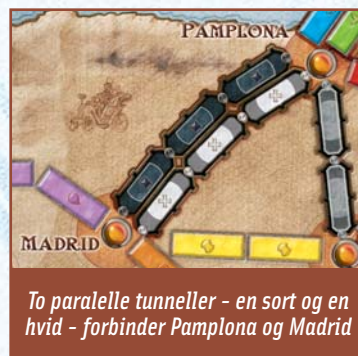 PAMPLONA
MADRID
To paralelle tunneller - en sort og en
hvid - forbinder Pamplona og Madrid